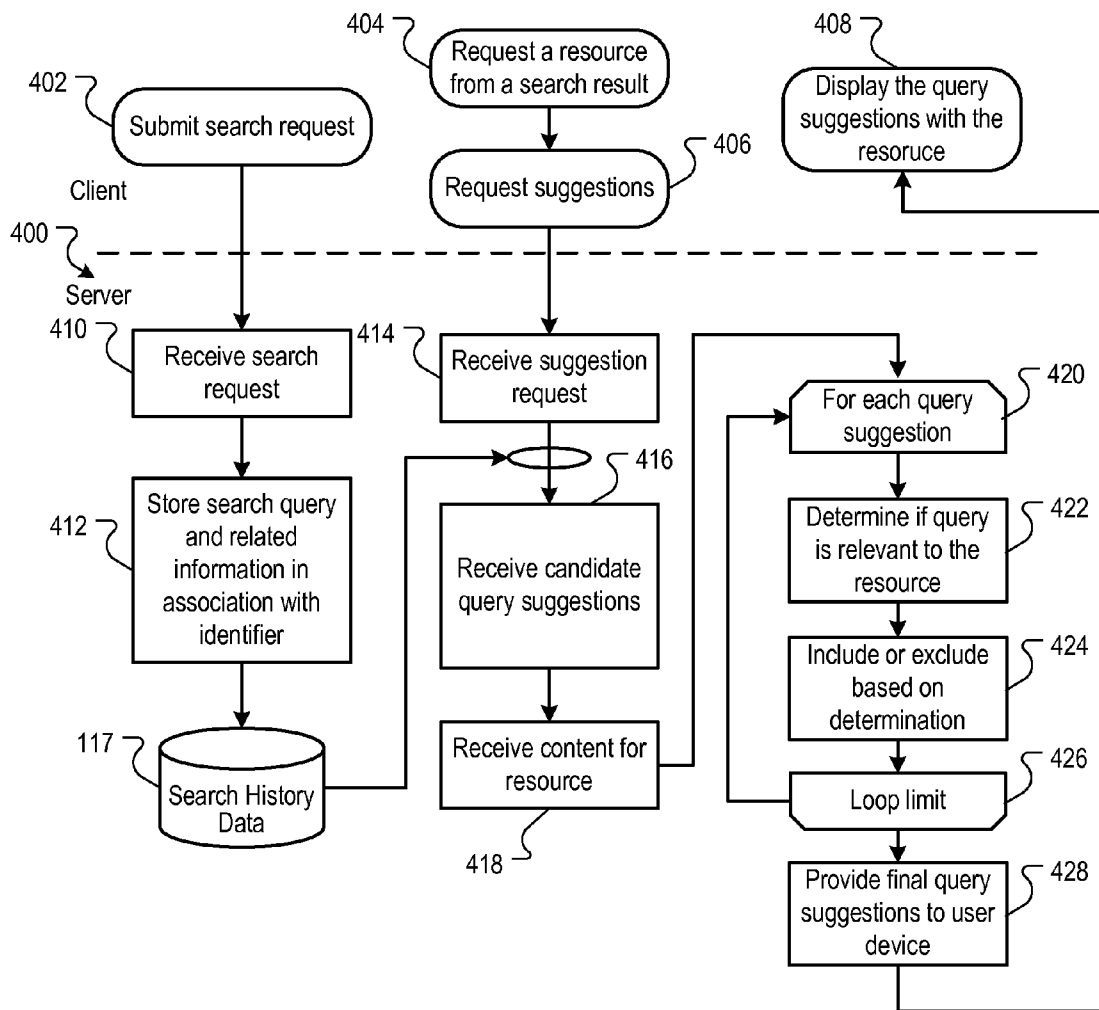 402
Submit search request
404
Request a resource
from a search result
408
Display the query
suggestions with the
resoruce
406
Request suggestions
Client
400
Server
410
Receive search
request
414
Receive suggestion
request
420
For each query
suggestion
412
Store search query
and related
information in
association with
identifier
416
Receive candidate
query suggestions
422
Determine if query
is relevant to the
resource
424
Include or exclude
based on
determination
117
Search History
Data
Receive content for
resource
418
426
Loop limit
428
Provide final query
suggestions to user
device